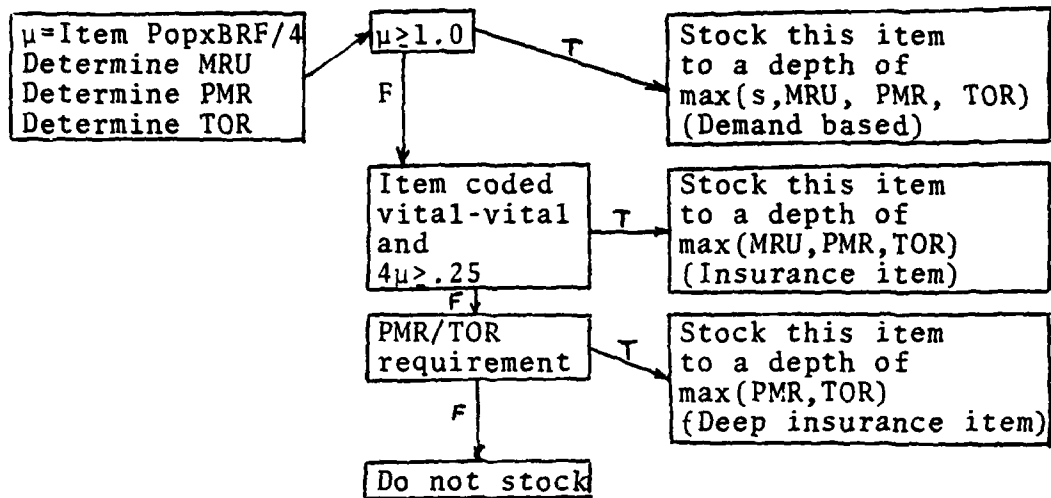 μ=Item PopxBRF/4
Determine MRU
Determine PMR
Determine TOR
μ≥1.0
T
Stock this item
to a depth of
max(s,MRU, PMR, TOR)
(Demand based)
F
Item coded
vital-vital
and
4μ≥.25
T
Stock this item
to a depth of
max(MRU,PMR,TOR)
(Insurance item)
F
PMR/TOR
requirement
T
Stock this item
to a depth of
max(PMR,TOR)
(Deep insurance item)
F
Do not stock